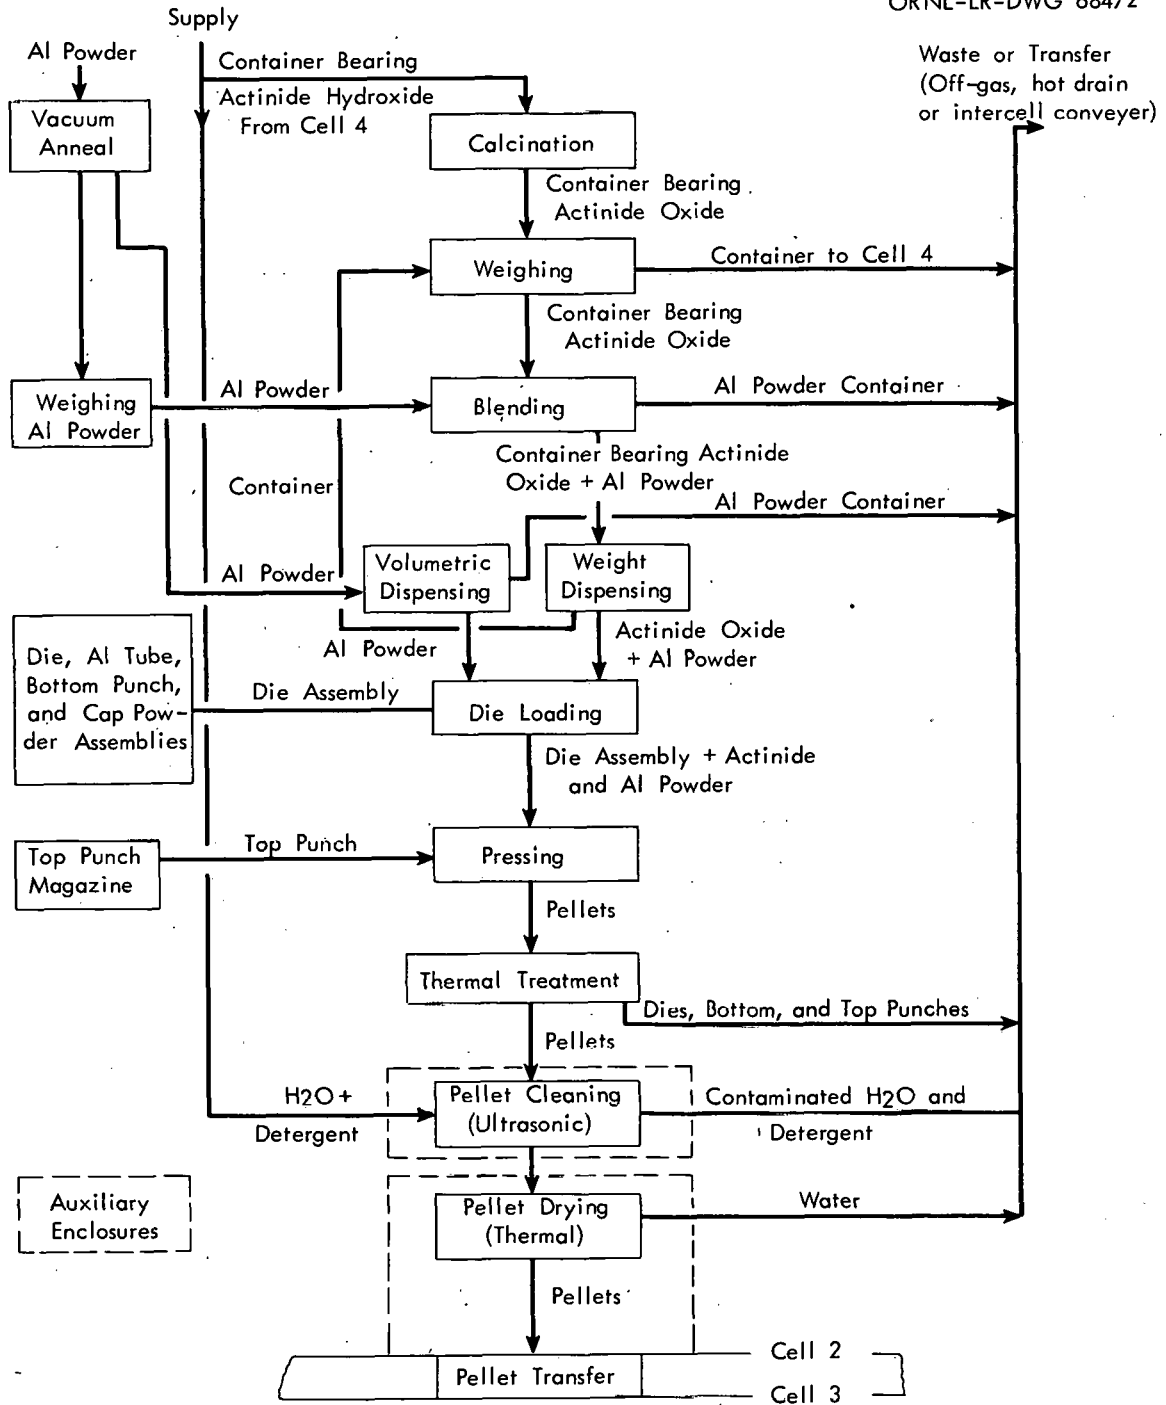 ORNL-LR-DWG 68472
Supply
Al Powder
Container Bearing
Actinide Hydroxide
From Cell 4
Waste or Transfer
(Off-gas, hot drain
or intercell conveyer)
Vacuum
Anneal
Calcination
Container Bearing
Actinide Oxide
Weighing
Container to Cell 4
Container Bearing
Actinide Oxide
Weighing
Al Powder
Al Powder
Blending
Al Powder Container
Container Bearing Actinide
Oxide + Al Powder
Container
Al Powder Container
Al Powder
Volumetric
Dispensing
Weight
Dispensing
Al Powder
Actinide Oxide
+ Al Powder
Die, Al Tube,
Bottom Punch,
and Cap Pow-
der Assemblies
Die Assembly
Die Loading
Die Assembly + Actinide
and Al Powder
Top Punch
Magazine
Top Punch
Pressing
Pellets
Thermal Treatment
Dies, Bottom, and Top Punches
Pellets
H2O +
Detergent
Pellet Cleaning
(Ultrasonic)
Contaminated H2O and
Detergent
Auxiliary
Enclosures
Pellet Drying
(Thermal)
Water
Pellets
Pellet Transfer
Cell 2
Cell 3